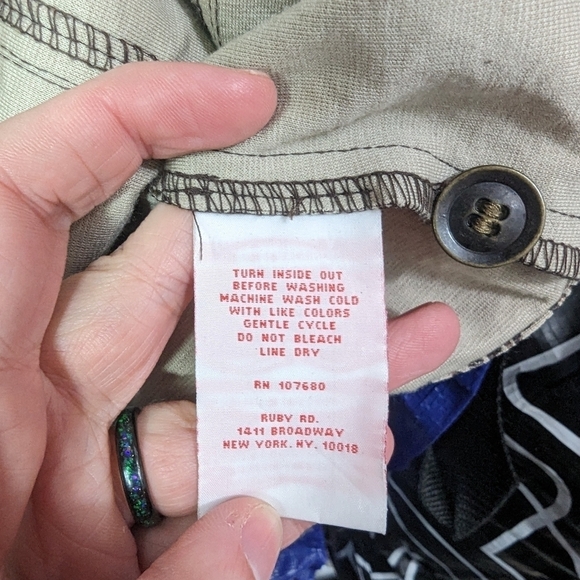 TURN INSIDE OUT
BEFORE WASHING
MACHINE WASH COLD
WITH LIKE COLORS
GENTLE CYCLE
DO NOT BLEACH
LINE DRY
RN 107680
RUBY RD.
1411 BROADWAY
NEW YORK. NY. 10018